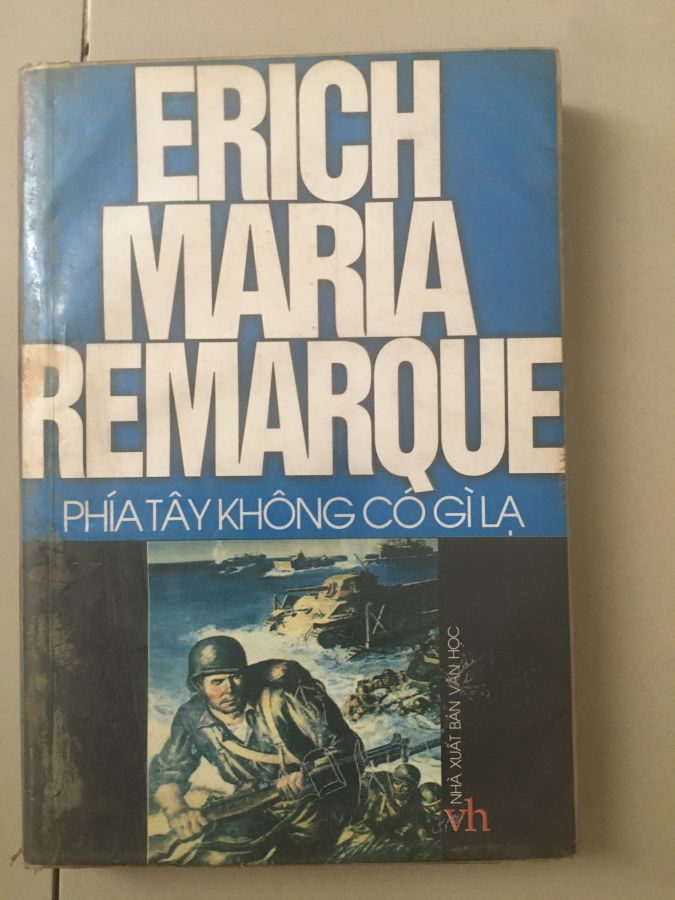 ERICH
MARIA
REMARQUE
PHÍA TÂY KHÔNG CÓ GÌ LẠ
NHÀ XUẤT BẢN VĂN HỌC
vh